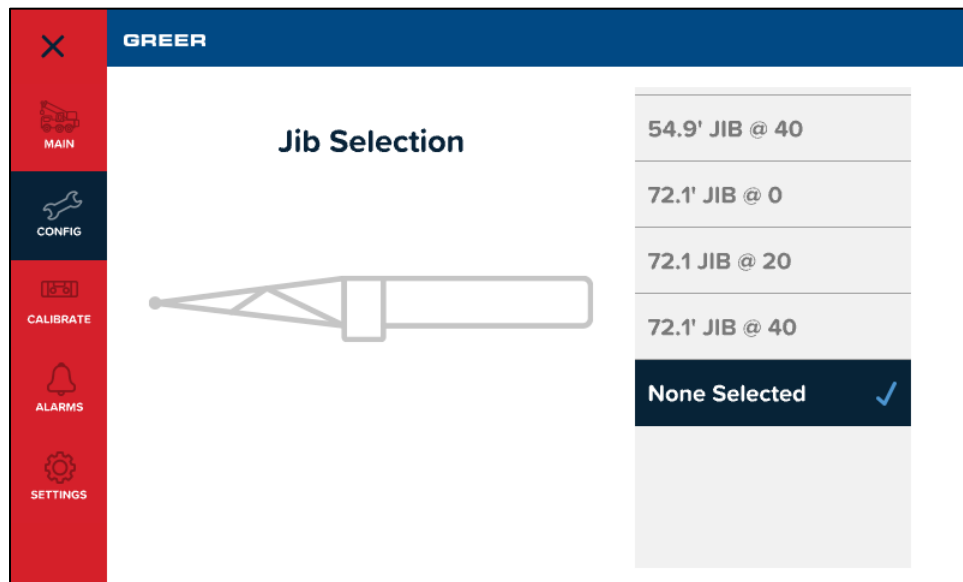 GREER
MAIN
CONFIG
CALIBRATE
ALARMS
SETTINGS
Jib Selection
54.9' JIB @ 40
72.1' JIB @ 0
72.1 JIB @ 20
72.1' JIB @ 40
None Selected